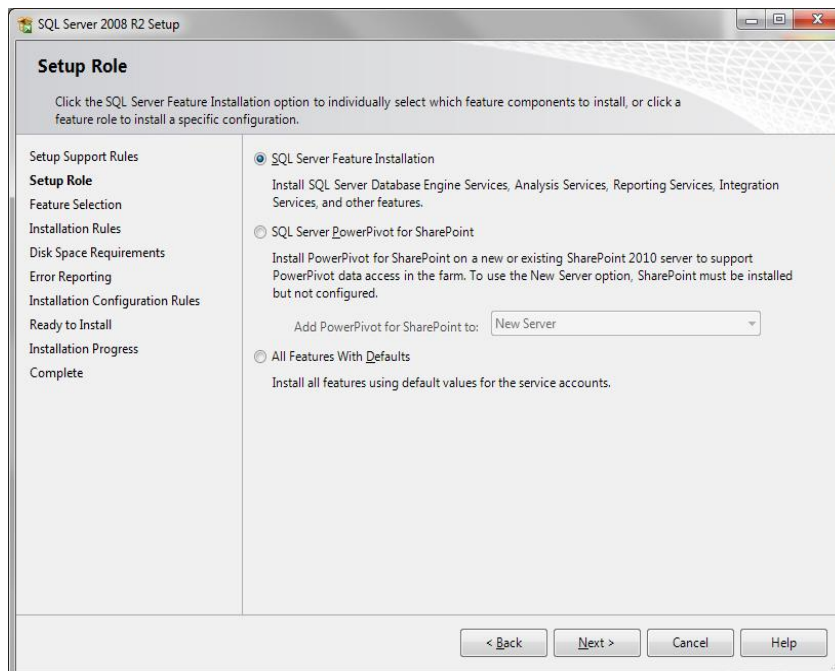 SQL Server 2008 R2 Setup
Setup Role
Click the SQL Server Feature Installation option to individually select which feature components to install, or click a
feature role to install a specific configuration.
Setup Support Rules
Setup Role
Feature Selection
Installation Rules
Disk Space Requirements
Error Reporting
Installation Configuration Rules
Ready to Install
Installation Progress
Complete
SQL Server Feature Installation
Install SQL Server Database Engine Services, Analysis Services, Reporting Services, Integration
Services, and other features.
SQL Server PowerPivot for SharePoint
Install PowerPivot for SharePoint on a new or existing SharePoint 2010 server to support
PowerPivot data access in the farm. To use the New Server option, SharePoint must be installed
but not configured.
Add PowerPivot for SharePoint to: New Server
All Features With Defaults
Install all features using default values for the service accounts.
< Back Next > Cancel Help